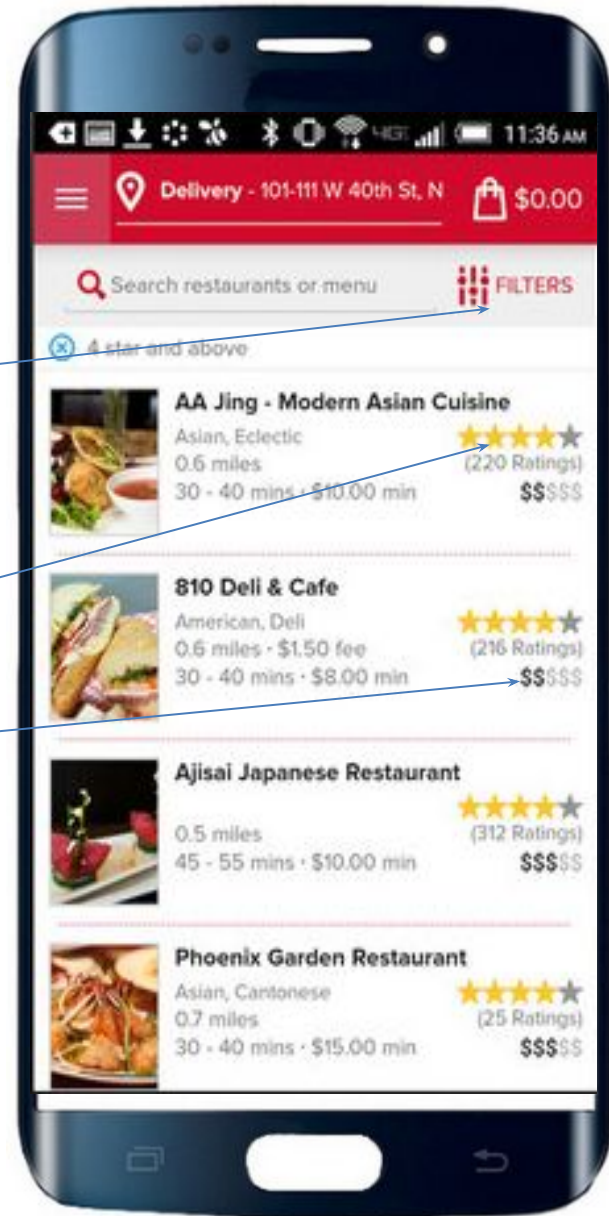 4G LTE 11:36 AM
Delivery - 101-111 W 40th St, N $0.00
Search restaurants or menu FILTERS
4 star and above
AA Jing - Modern Asian Cuisine
Asian, Eclectic
0.6 miles (220 Ratings)
30 - 40 mins · $10.00 min $$$$$
810 Deli & Cafe
American, Deli
0.6 miles · $1.50 fee (216 Ratings)
30 - 40 mins · $8.00 min $$$$$
Ajisai Japanese Restaurant
0.5 miles (312 Ratings)
45 - 55 mins · $10.00 min $$$$$
Phoenix Garden Restaurant
Asian, Cantonese
0.7 miles (25 Ratings)
30 - 40 mins · $15.00 min $$$$$